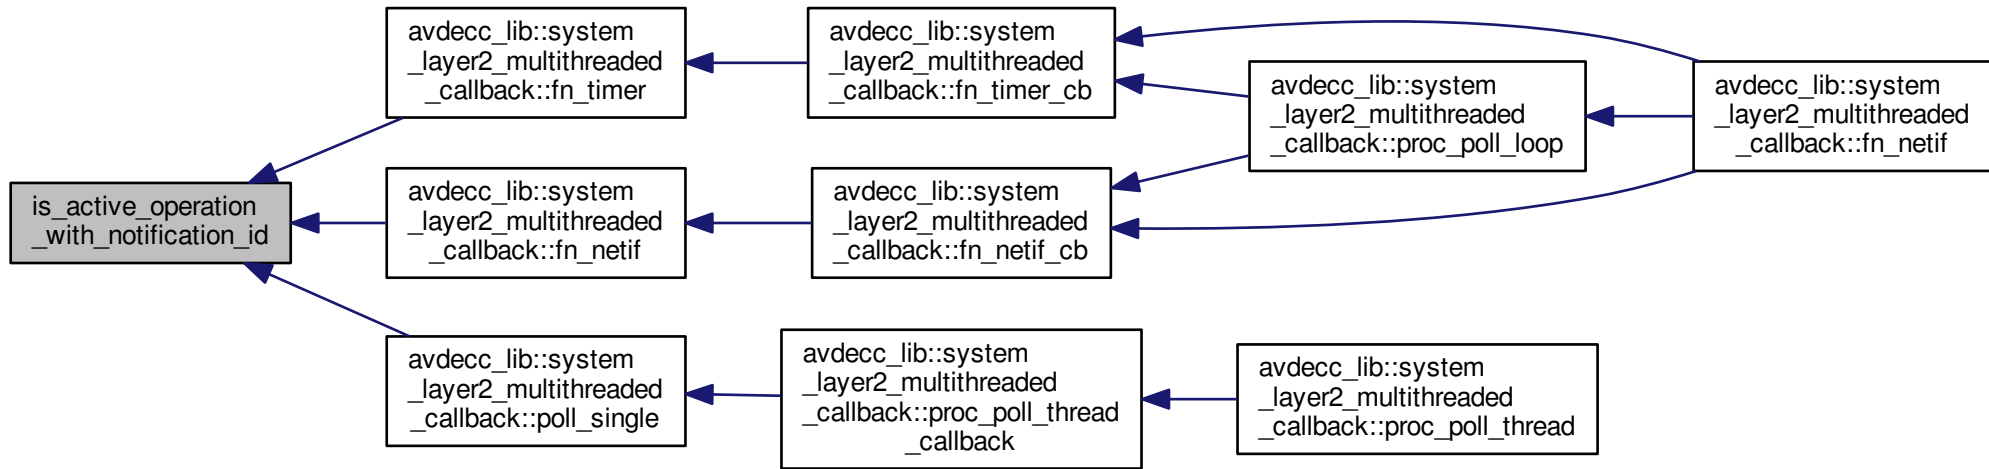 is_active_operation
_with_notification_id
avdecc_lib::system
_layer2_multithreaded
_callback::fn_timer
avdecc_lib::system
_layer2_multithreaded
_callback::fn_netif
avdecc_lib::system
_layer2_multithreaded
_callback::poll_single
avdecc_lib::system
_layer2_multithreaded
_callback::fn_timer_cb
avdecc_lib::system
_layer2_multithreaded
_callback::fn_netif_cb
avdecc_lib::system
_layer2_multithreaded
_callback::proc_poll_thread
_callback
avdecc_lib::system
_layer2_multithreaded
_callback::proc_poll_loop
avdecc_lib::system
_layer2_multithreaded
_callback::proc_poll_thread
avdecc_lib::system
_layer2_multithreaded
_callback::fn_netif